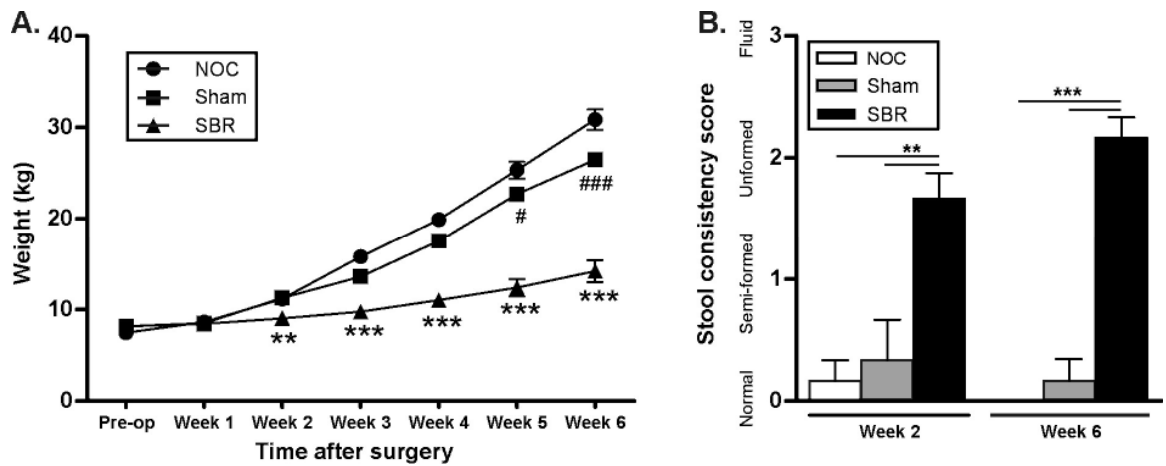 A.
40
30
20
10
0
Weight (kg)
NOC
Sham
SBR
#
###
**
***
***
***
***
Pre-op Week 1 Week 2 Week 3 Week 4 Week 5 Week 6
Time after surgery
B.
Stool consistency score
Fluid
Unformed
Semi-formed
Normal
3
2
1
0
NOC
Sham
SBR
**
***
Week 2 Week 6